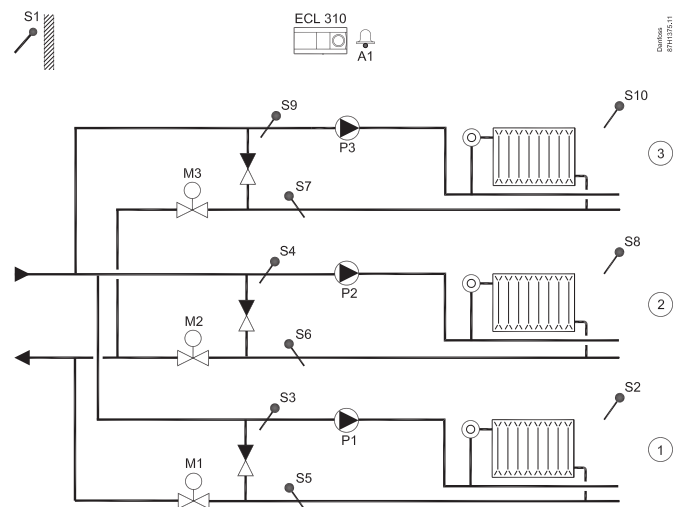 S1
ECL 310
A1
Danfoss
87H1375.11
S9
S10
P3
3
M3
S7
S4
S8
P2
2
M2
S6
S3
S2
P1
1
M1
S5